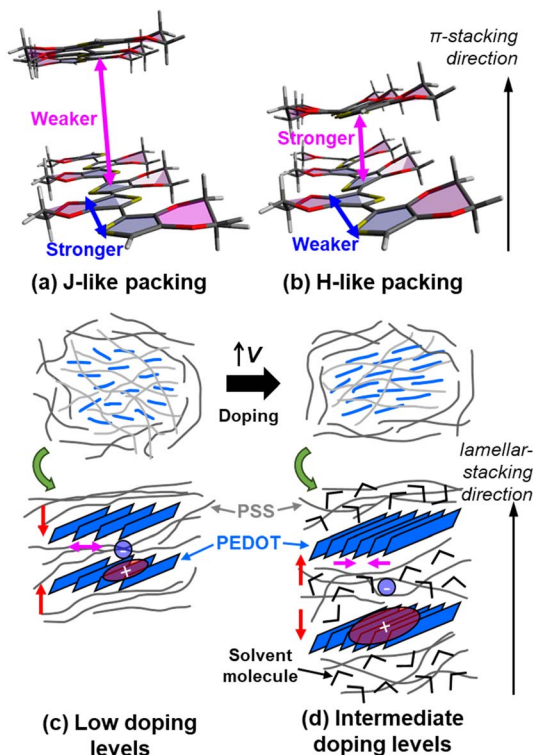 π-stacking
direction
Weaker
Stronger
Stronger
Weaker
(a) J-like packing
(b) H-like packing
↑V
Doping
lamellar-
stacking
direction
PSS
PEDOT
-
+
-
+
Solvent
molecule
(c) Low doping
levels
(d) Intermediate
doping levels